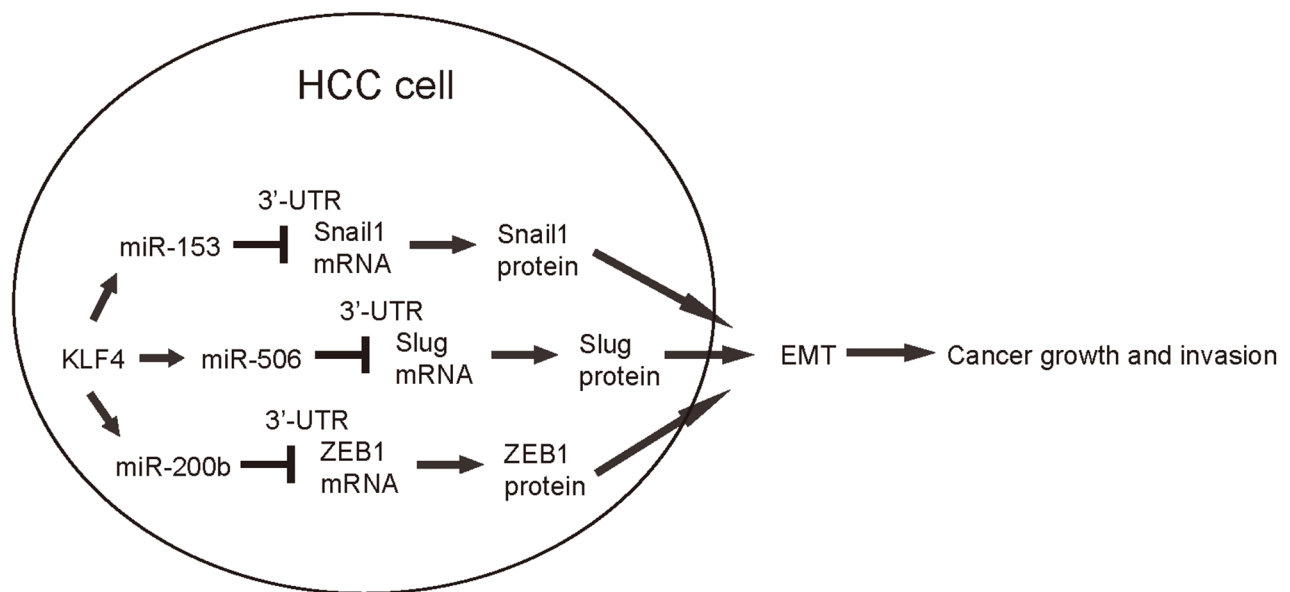 HCC cell
3’-UTR
miR-153
Snail1
mRNA
Snail1
protein
3’-UTR
KLF4
miR-506
Slug
mRNA
Slug
protein
EMT
Cancer growth and invasion
3’-UTR
miR-200b
ZEB1
mRNA
ZEB1
protein